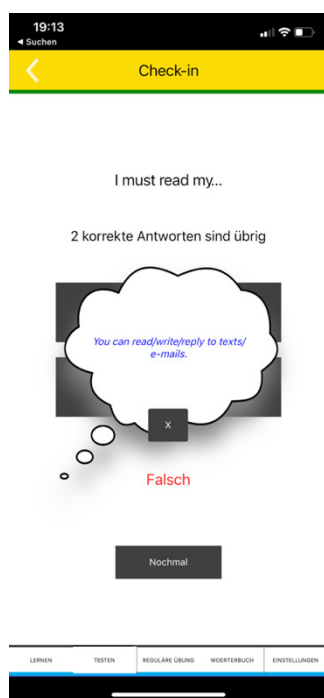 19:13
◀ Suchen
Check-in
I must read my...
2 korrekte Antworten sind übrig
You can read/write/reply to texts/
e-mails.
X
Falsch
Nochmal
LERNEN TESTEN REGULÄRE ÜBUNG WOERTERBUCH EINSTELLUNGEN